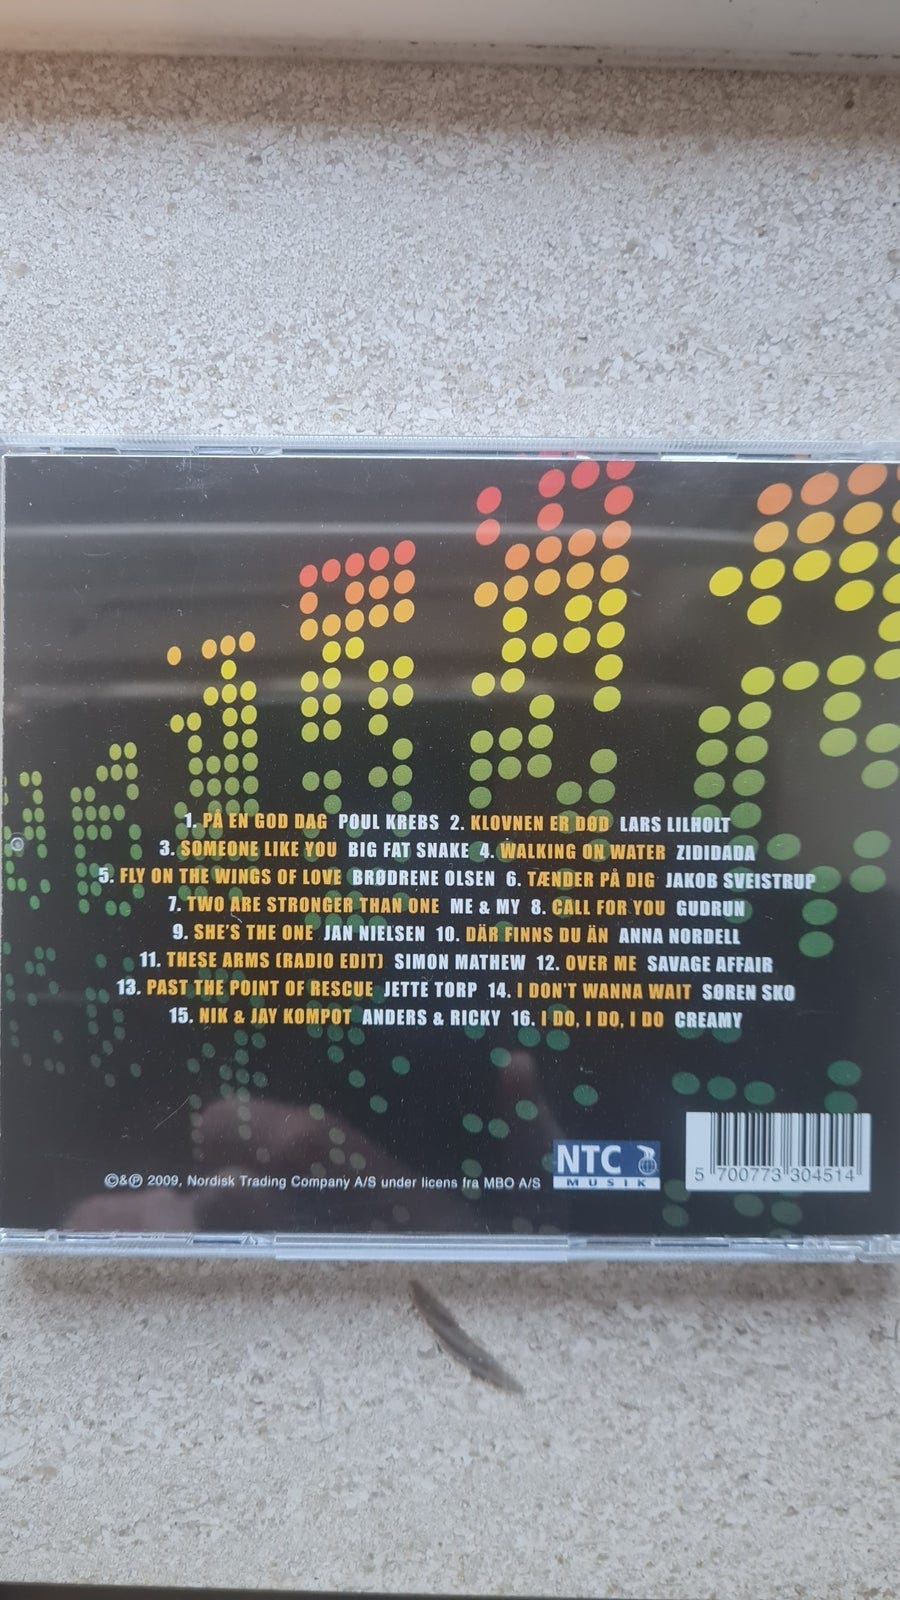 1. PÅ EN GOD DAG POUL KREBS 2. KLOVNEN ER DØD LARS LILHOLT
3. SOMEONE LIKE YOU BIG FAT SNAKE 4. WALKING ON WATER ZIDIDADA
5. FLY ON THE WINGS OF LOVE BRØDRENE OLSEN 6. TÆNDER PÅ DIG JAKOB SVEISTRUP
7. TWO ARE STRONGER THAN ONE ME & MY 8. CALL FOR YOU GUDRUN
9. SHE'S THE ONE JAN NIELSEN 10. DÄR FINNS DU ÄN ANNA NORDELL
11. THESE ARMS (RADIO EDIT) SIMON MATHEW 12. OVER ME SAVAGE AFFAIR
13. PAST THE POINT OF RESCUE JETTE TORP 14. I DON'T WANNA WAIT SØREN SKO
15. NIK & JAY KOMPOT ANDERS & RICKY 16. I DO, I DO, I DO CREAMY
©&℗ 2009, Nordisk Trading Company A/S under licens fra MBO A/S
NTC
MUSIK
5 700773 304514